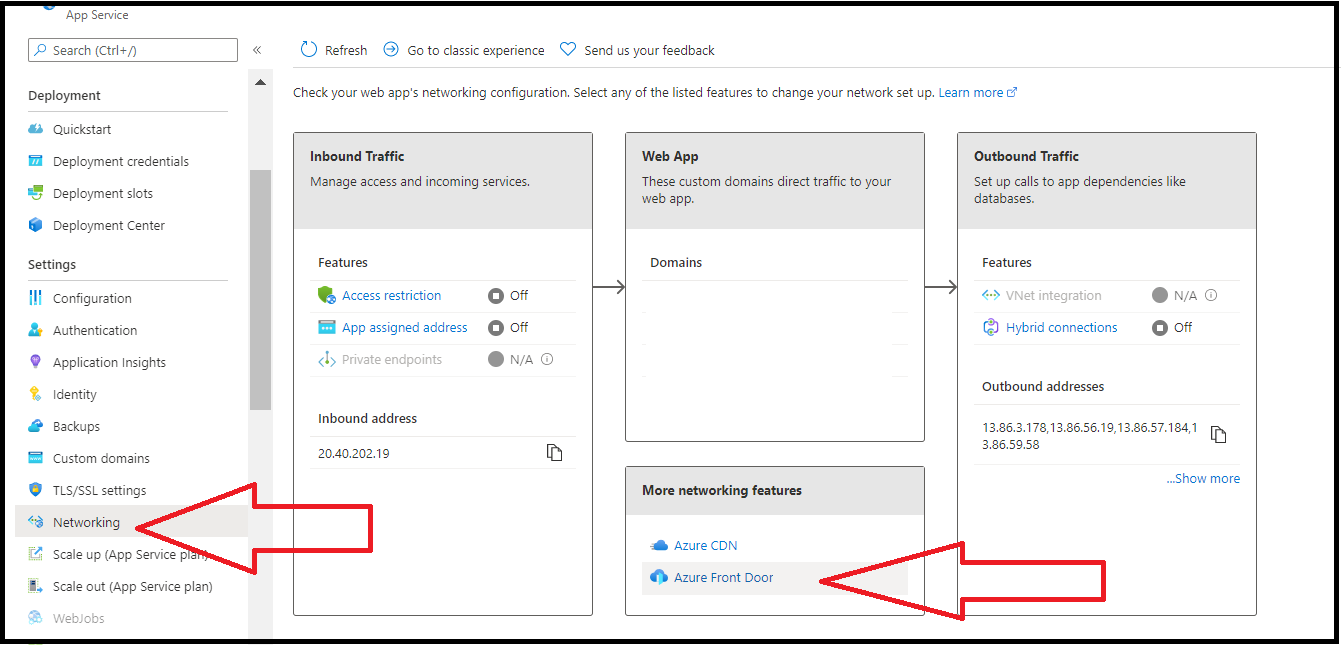 App Service
Search (Ctrl+/)
«
Deployment
Quickstart
Deployment credentials
Deployment slots
Deployment Center
Settings
Configuration
Authentication
Application Insights
Identity
Backups
Custom domains
TLS/SSL settings
Networking
Scale up (App Service plan)
Scale out (App Service plan)
WebJobs
Refresh
Go to classic experience
Send us your feedback
Check your web app's networking configuration. Select any of the listed features to change your network set up. Learn more
Inbound Traffic
Manage access and incoming services.
Features
Access restriction Off
App assigned address Off
Private endpoints N/A
Inbound address
20.40.202.19
Web App
These custom domains direct traffic to your
web app.
Domains
More networking features
Azure CDN
Azure Front Door
Outbound Traffic
Set up calls to app dependencies like
databases.
Features
VNet integration N/A
Hybrid connections Off
Outbound addresses
13.86.3.178,13.86.56.19,13.86.57.184,1
3.86.59.58
...Show more